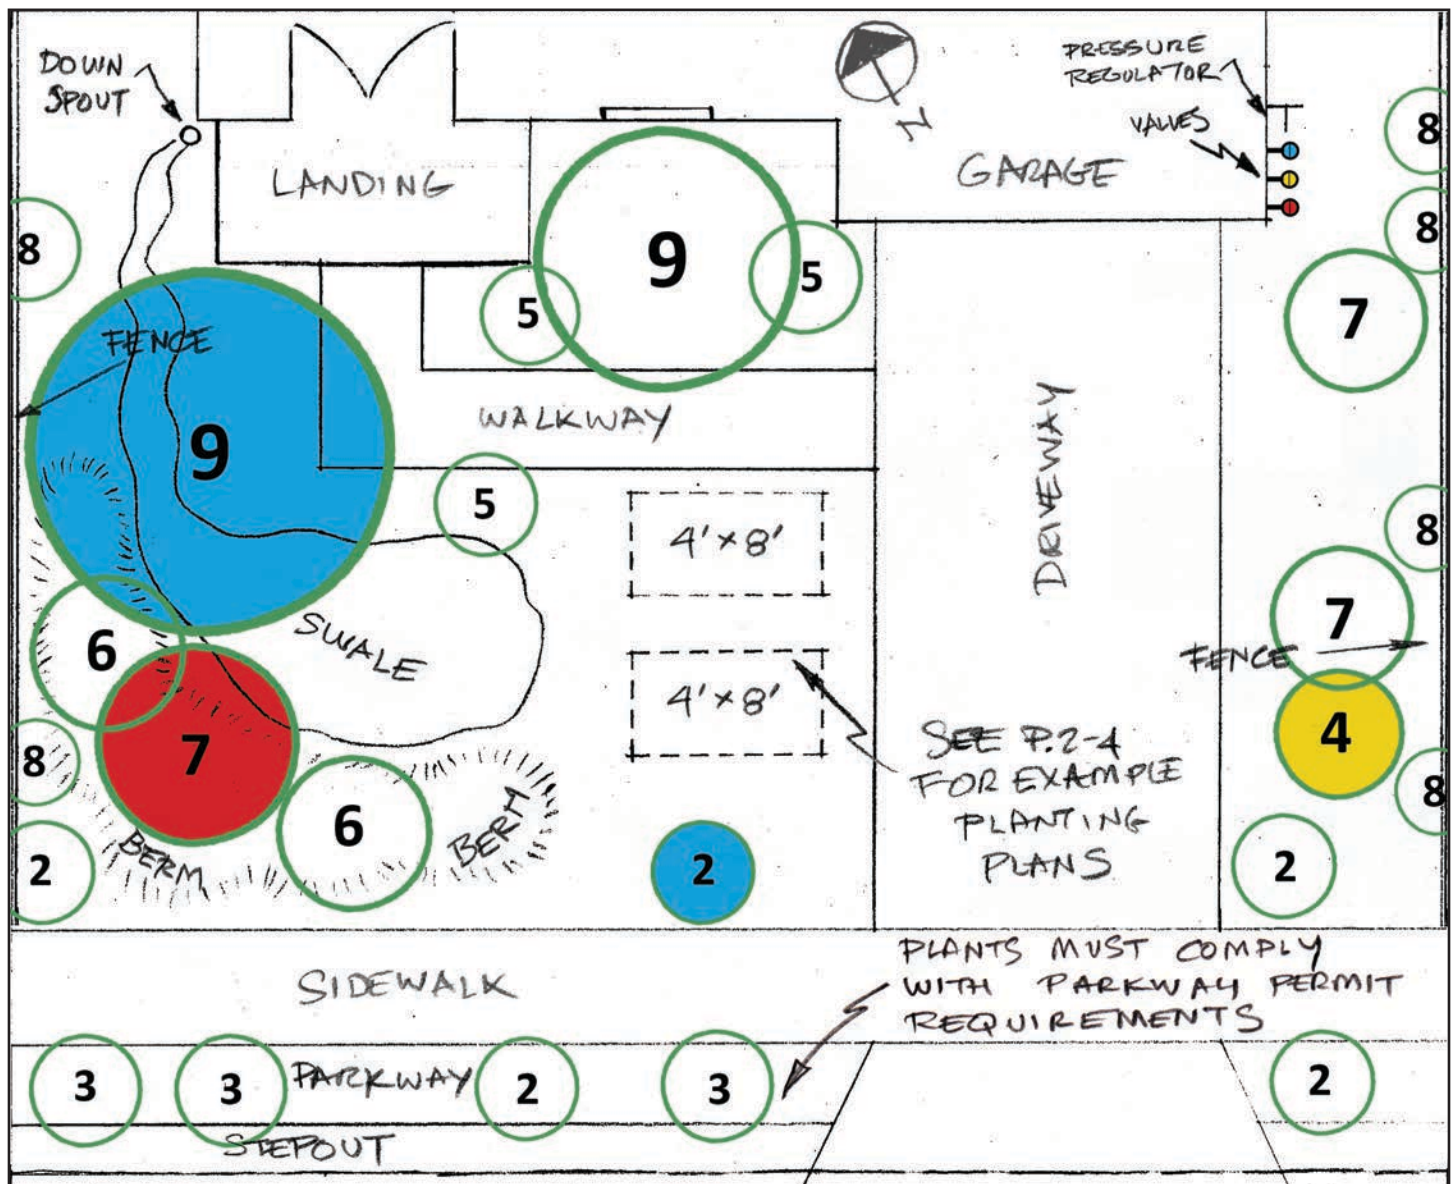 DOWN
SPOUT
PRESSURE
REGULATOR
VALVES
N
LANDING
GARAGE
8
8
8
9
5
5
7
FENCE
WALKWAY
DRIVEWAY
9
5
4'x8'
8
SWALE
6
7
FENCE
4'x8'
7
4
SEE P.2-4
FOR EXAMPLE
PLANTING
PLANS
8
8
6
BERM
BERM
2
2
2
SIDEWALK
PLANTS MUST COMPLY
WITH PARKWAY PERMIT
REQUIREMENTS
3
3
PARKWAY
2
3
2
STEPOUT